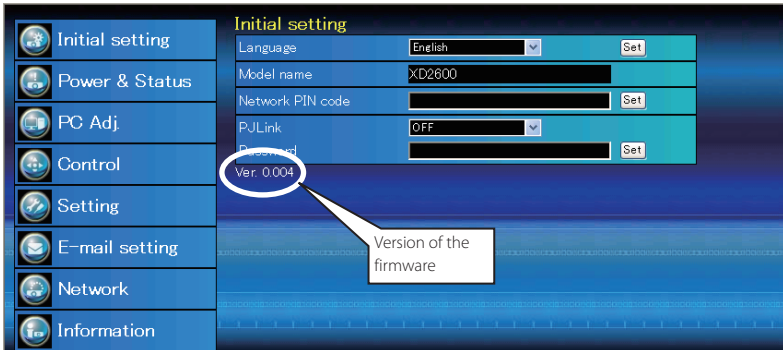 Initial setting
Power & Status
PC Adj.
Control
Setting
E-mail setting
Network
Information
Initial setting
Language English Set
Model name XD2600
Network PIN code Set
PJLink OFF
Password Set
Ver. 0.004
Version of the
firmware